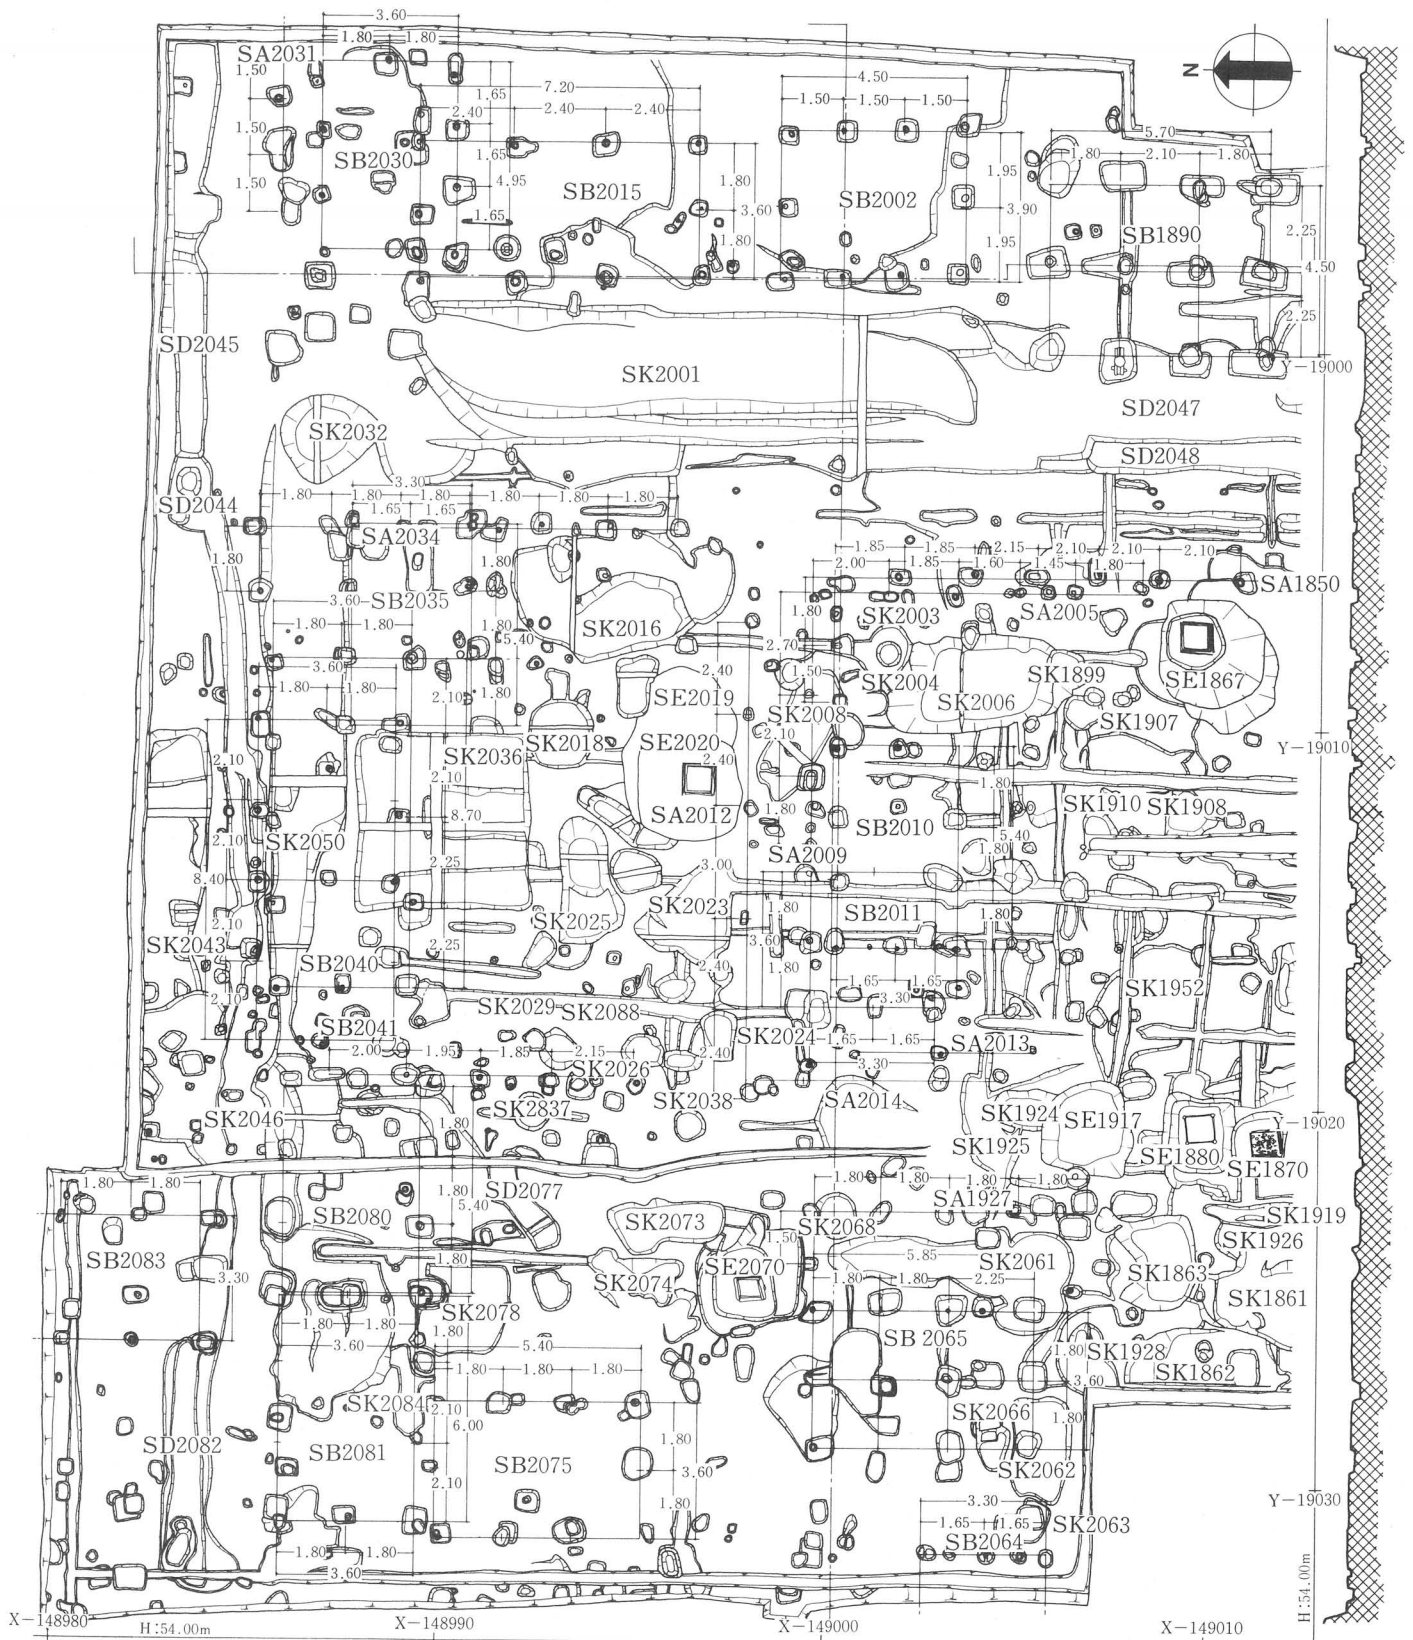 3.60
1.80 1.80
SA2031
N
1.50
1.65
7.20
4.50
2.40 2.40 2.40
1.50 1.50 1.50
1.50
5.70
SB2030
1.65
1.80 2.10 1.80
1.50
4.95
SB2015
1.80
SB2002
1.95
3.60
3.90
1.65
SB1890
2.25
1.80
1.95
4.50
SD2045
2.25
SK2001
Y-19000
SD2047
SK2032
SD2048
3.30
1.80 1.80 1.80 1.80 1.80 1.80
SD2044
1.65 1.65
SA2034
1.85 1.85 2.15 2.10 2.10 2.10
1.80
1.80
2.00 1.85 1.60 1.45 1.80
SA1850
3.60
SB2035
1.80
SK2003
SA2005
1.80 1.80
1.80
5.40
SK2016
2.70
3.60
2.40
1.50
SK2004
SK1899
1.80 1.80
2.10
1.80
SE2019
SE1867
SK2008
SK2006
SK1907
SK2036
SK2018
SE2020
2.10
Y-19010
2.10
2.10
2.40
1.80
8.70
SA2012
1.80
SB2010
SK1910
SK1908
2.10
SK2050
5.40
1.80
8.40
2.25
SA2009
3.00
2.10
SK2025
SK2023
1.80
SB2011
1.80
SK2043
3.60
2.25
SB2040
2.40
1.80
2.10
1.65 1.65
SK1952
SK2029
SK2088
3.30
SB2041
SK2024
1.65 1.65
SA2013
2.00 1.95 1.85 2.15
2.40
3.30
SK2026
SK2046
SK2837
SK2038
SA2014
SK1924
SE1917
Y-19020
1.80
SK1925
SE1880
SE1870
1.80 1.80
1.80
SD2077
1.80 1.80 1.80 1.80
5.40
SA1927
SB2080
SK2073
SK2068
SK1919
1.50
SK1926
SB2083
1.80
5.85
SK2061
3.30
SK2074
SE2070
1.80 1.80 2.25
SK1863
SK2078
SK1861
1.80 1.80
1.80
3.60
5.40
SB 2065
1.80
SK1928
1.80 1.80 1.80
3.60
SK1862
SK2084
2.10
6.00
SK2066
1.80
SD2082
SB2081
1.80
SB2075
3.60
SK2062
2.10
1.80
3.30
Y-19030
1.65 1.65
SK2063
SB2064
1.80 1.80
3.60
H:54.00m
X-148980
H:54.00m
X-148990
X-149000
X-149010